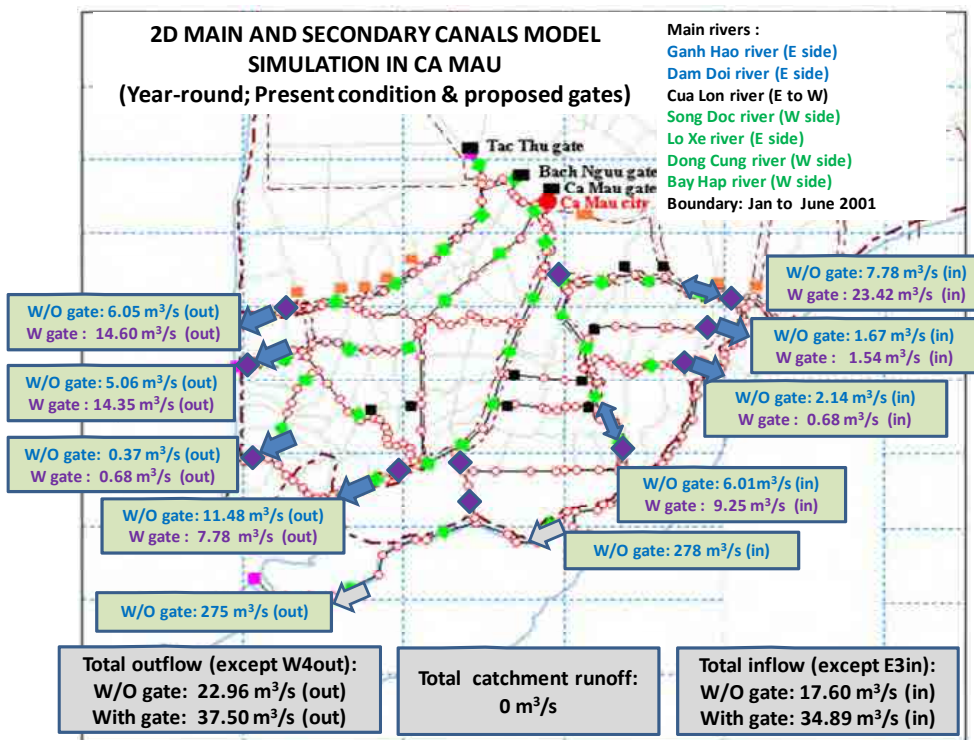 2D MAIN AND SECONDARY CANALS MODEL
SIMULATION IN CA MAU
(Year-round; Present condition & proposed gates)
Main rivers :
Ganh Hao river (E side)
Dam Doi river (E side)
Cua Lon river (E to W)
Song Doc river (W side)
Lo Xe river (E side)
Dong Cung river (W side)
Bay Hap river (W side)
Boundary: Jan to June 2001
Tac Thu gate
Bach Nguu gate
Ca Mau gate
Ca Mau city
W/O gate: 7.78 m³/s (in)
W gate : 23.42 m³/s (in)
W/O gate: 6.05 m³/s (out)
W gate : 14.60 m³/s (out)
W/O gate: 1.67 m³/s (in)
W gate : 1.54 m³/s (in)
W/O gate: 5.06 m³/s (out)
W gate : 14.35 m³/s (out)
W/O gate: 2.14 m³/s (in)
W gate : 0.68 m³/s (in)
W/O gate: 0.37 m³/s (out)
W gate : 0.68 m³/s (out)
W/O gate: 6.01m³/s (in)
W gate : 9.25 m³/s (in)
W/O gate: 11.48 m³/s (out)
W gate : 7.78 m³/s (out)
W/O gate: 278 m³/s (in)
W/O gate: 275 m³/s (out)
Total outflow (except W4out):
W/O gate: 22.96 m³/s (out)
With gate: 37.50 m³/s (out)
Total catchment runoff:
0 m³/s
Total inflow (except E3in):
W/O gate: 17.60 m³/s (in)
With gate: 34.89 m³/s (in)